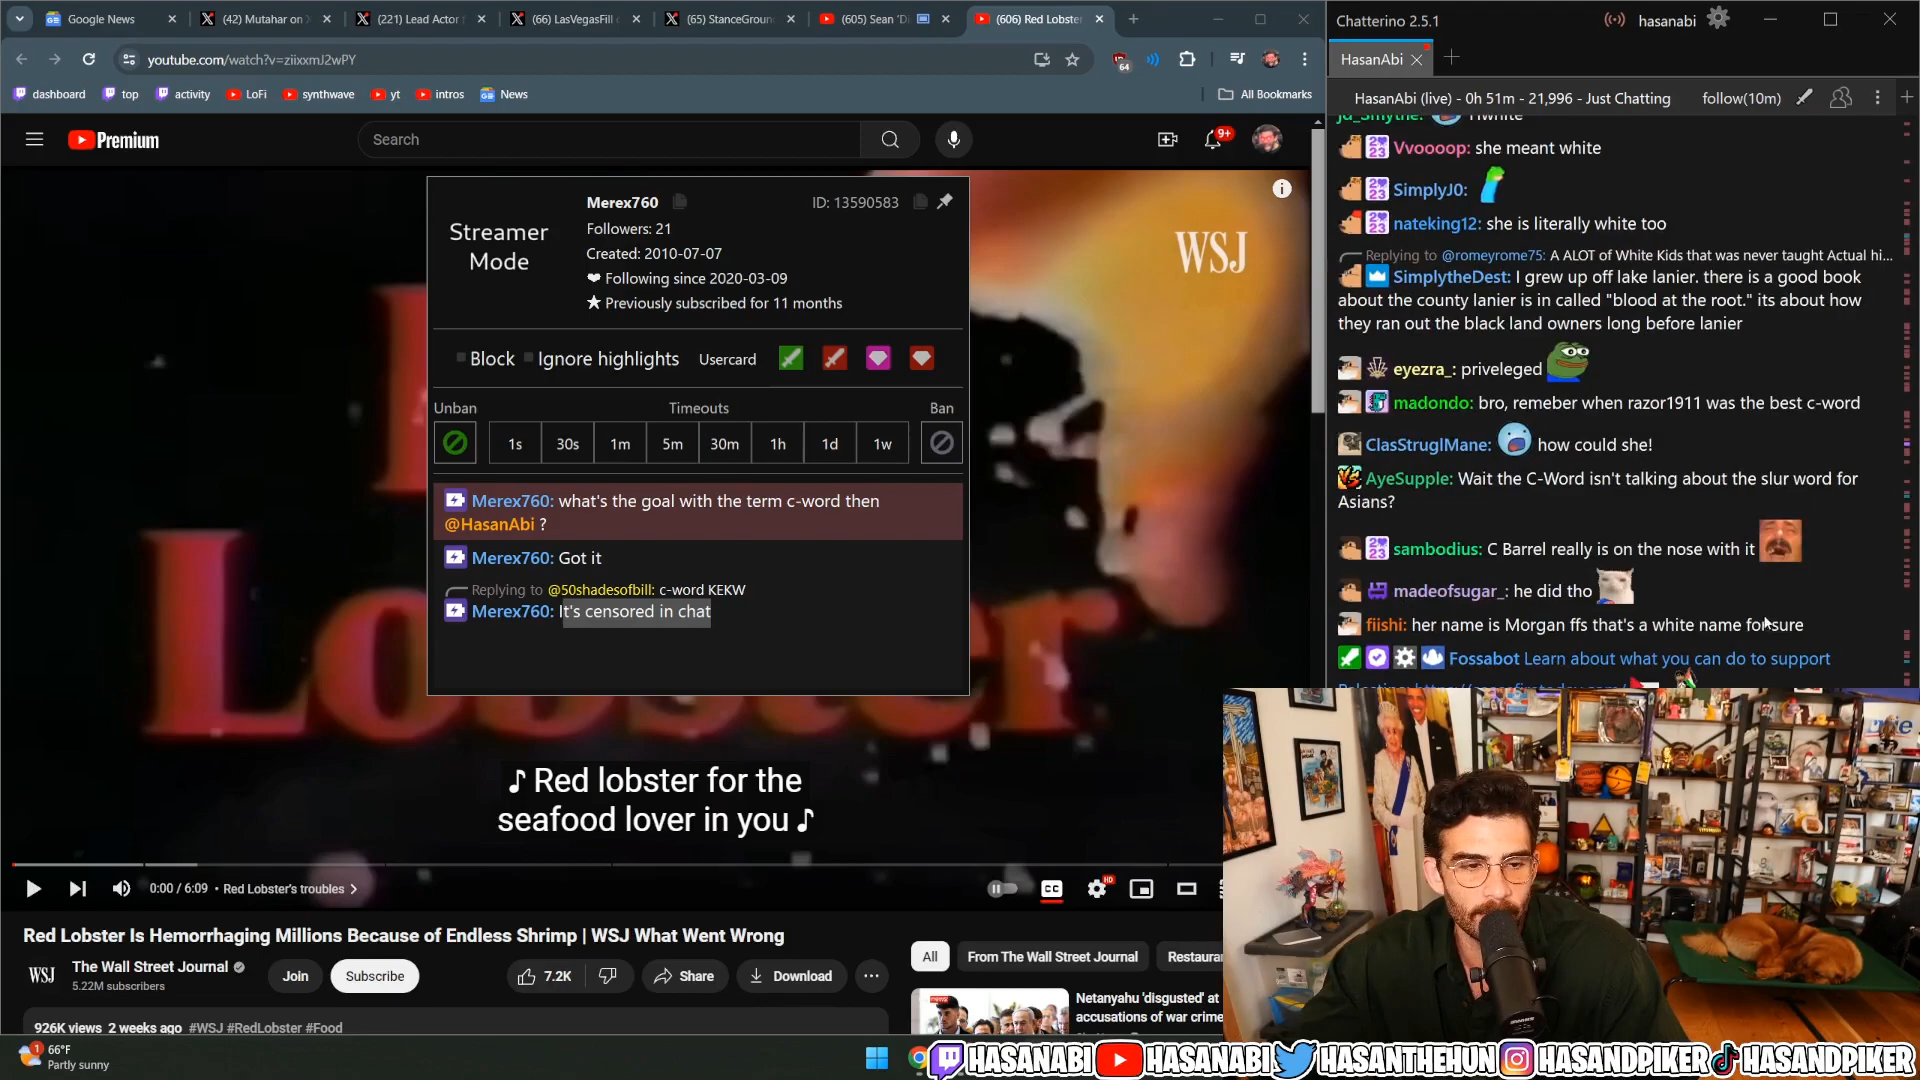 Google News
(42) Mutahar on
(221) Lead Actor
(66) LasVegasFill
(65) StanceGroun
(605) Sean 'Di
(606) Red Lobster
youtube.com/watch?v=ziixxmJ2wPY
64
dashboard
top
activity
LoFi
synthwave
yt
intros
News
All Bookmarks
Premium
Search
9+
WSJ
Streamer
Mode
Merex760
ID: 13590583
Followers: 21
Created: 2010-07-07
❤ Following since 2020-03-09
★ Previously subscribed for 11 months
Block
Ignore highlights
Usercard
Unban
Timeouts
Ban
1s
30s
1m
5m
30m
1h
1d
1w
Merex760: what's the goal with the term c-word then
@HasanAbi ?
Merex760: Got it
Replying to @50shadesofbill: c-word KEKW
Merex760: It's censored in chat
Lobster
♪ Red lobster for the
seafood lover in you ♪
0:00 / 6:09 • Red Lobster's troubles >
CC
HD
Red Lobster Is Hemorrhaging Millions Because of Endless Shrimp | WSJ What Went Wrong
WSJ
The Wall Street Journal
5.22M subscribers
Join
Subscribe
7.2K
Share
Download
All
From The Wall Street Journal
Restauran
Netanyahu 'disgusted' at
accusations of war crime
926K views 2 weeks ago #WSJ #RedLobster #Food
1
66°F
Partly sunny
Chatterino 2.5.1
hasanabi
HasanAbi
HasanAbi (live) - 0h 51m - 21,996 - Just Chatting
follow(10m)
Vvoooop: she meant white
SimplyJ0:
nateking12: she is literally white too
Replying to @romeyrome75: A ALOT of White Kids that was never taught Actual hi...
SimplytheDest: I grew up off lake lanier. there is a good book
about the county lanier is in called "blood at the root." its about how
they ran out the black land owners long before lanier
eyezra_: priveleged
madondo: bro, remeber when razor1911 was the best c-word
ClasStruglMane: how could she!
AyeSupple: Wait the C-Word isn't talking about the slur word for
Asians?
sambodius: C Barrel really is on the nose with it
madeofsugar_: he did tho
fiishi: her name is Morgan ffs that's a white name for sure
Fossabot Learn about what you can do to support
HASANABI
HASANABI
HASANTHEHUN
HASANDPIKER
HASANDPIKER